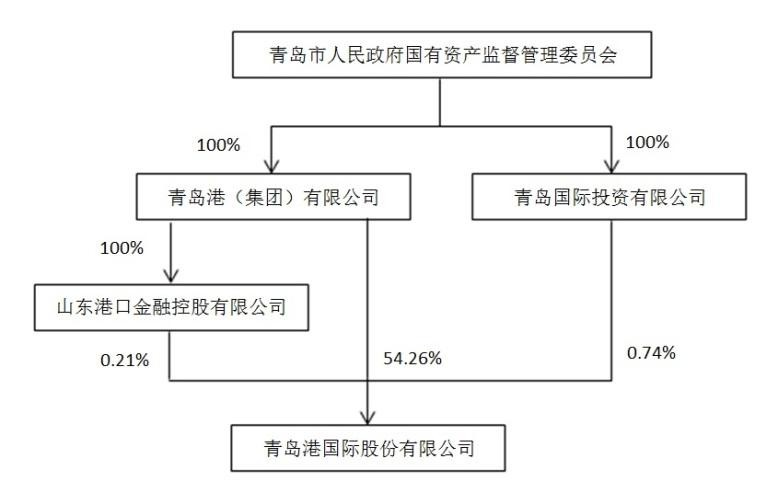 青岛市人民政府国有资产监督管理委员会
100%
100%
青岛港（集团）有限公司
青岛国际投资有限公司
100%
山东港口金融控股有限公司
0.21%
54.26%
0.74%
青岛港国际股份有限公司